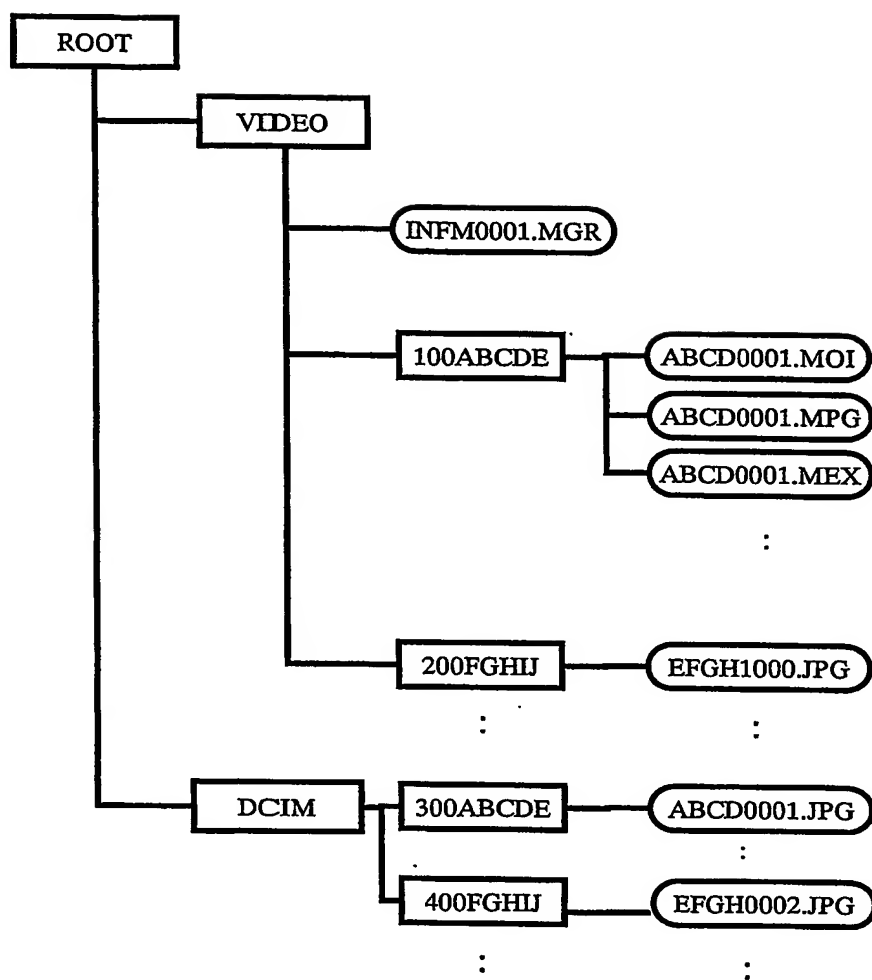 ROOT
VIDEO
INFM0001.MGR
100ABCDE
ABCD0001.MOI
ABCD0001.MPG
ABCD0001.MEX
200FGHIJ
EFGH1000.JPG
DCIM
300ABCDE
ABCD0001.JPG
400FGHIJ
EFGH0002.JPG